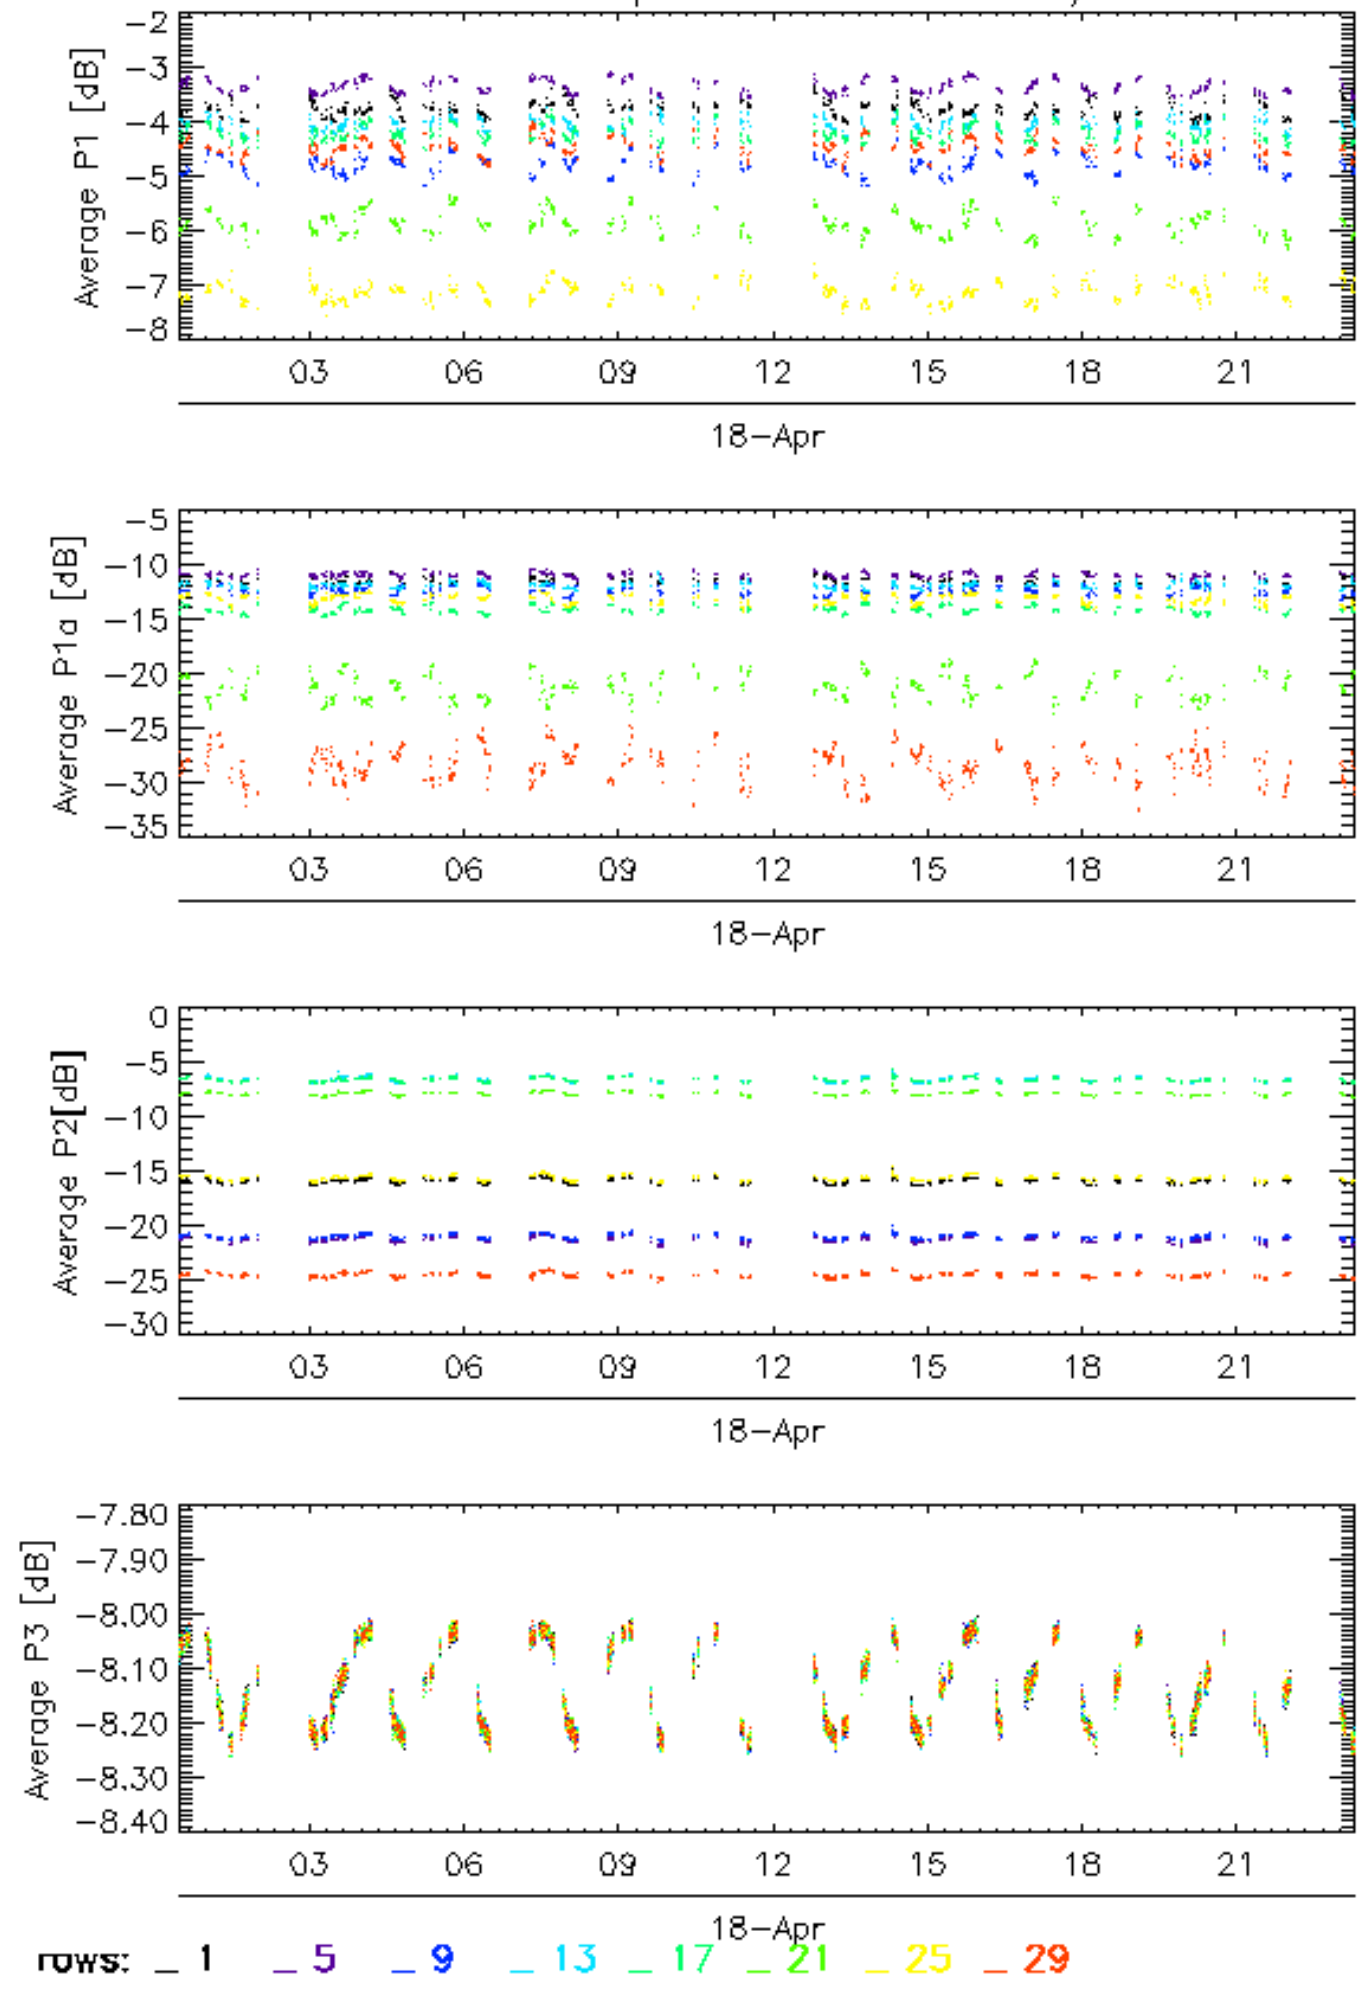 Average P1 [dB]
-2
-3
-4
-5
-6
-7
-8
03 06 09 12 15 18 21
18-Apr
Average P1a [dB]
-5
-10
-15
-20
-25
-30
-35
03 06 09 12 15 18 21
18-Apr
Average P2[dB]
0
-5
-10
-15
-20
-25
-30
03 06 09 12 15 18 21
18-Apr
Average P3 [dB]
-7.80
-7.90
-8.00
-8.10
-8.20
-8.30
-8.40
03 06 09 12 15 18 21
18-Apr
rows: _ 1 _ 5 _ 9 _ 13 _ 17 _ 21 _ 25 _ 29